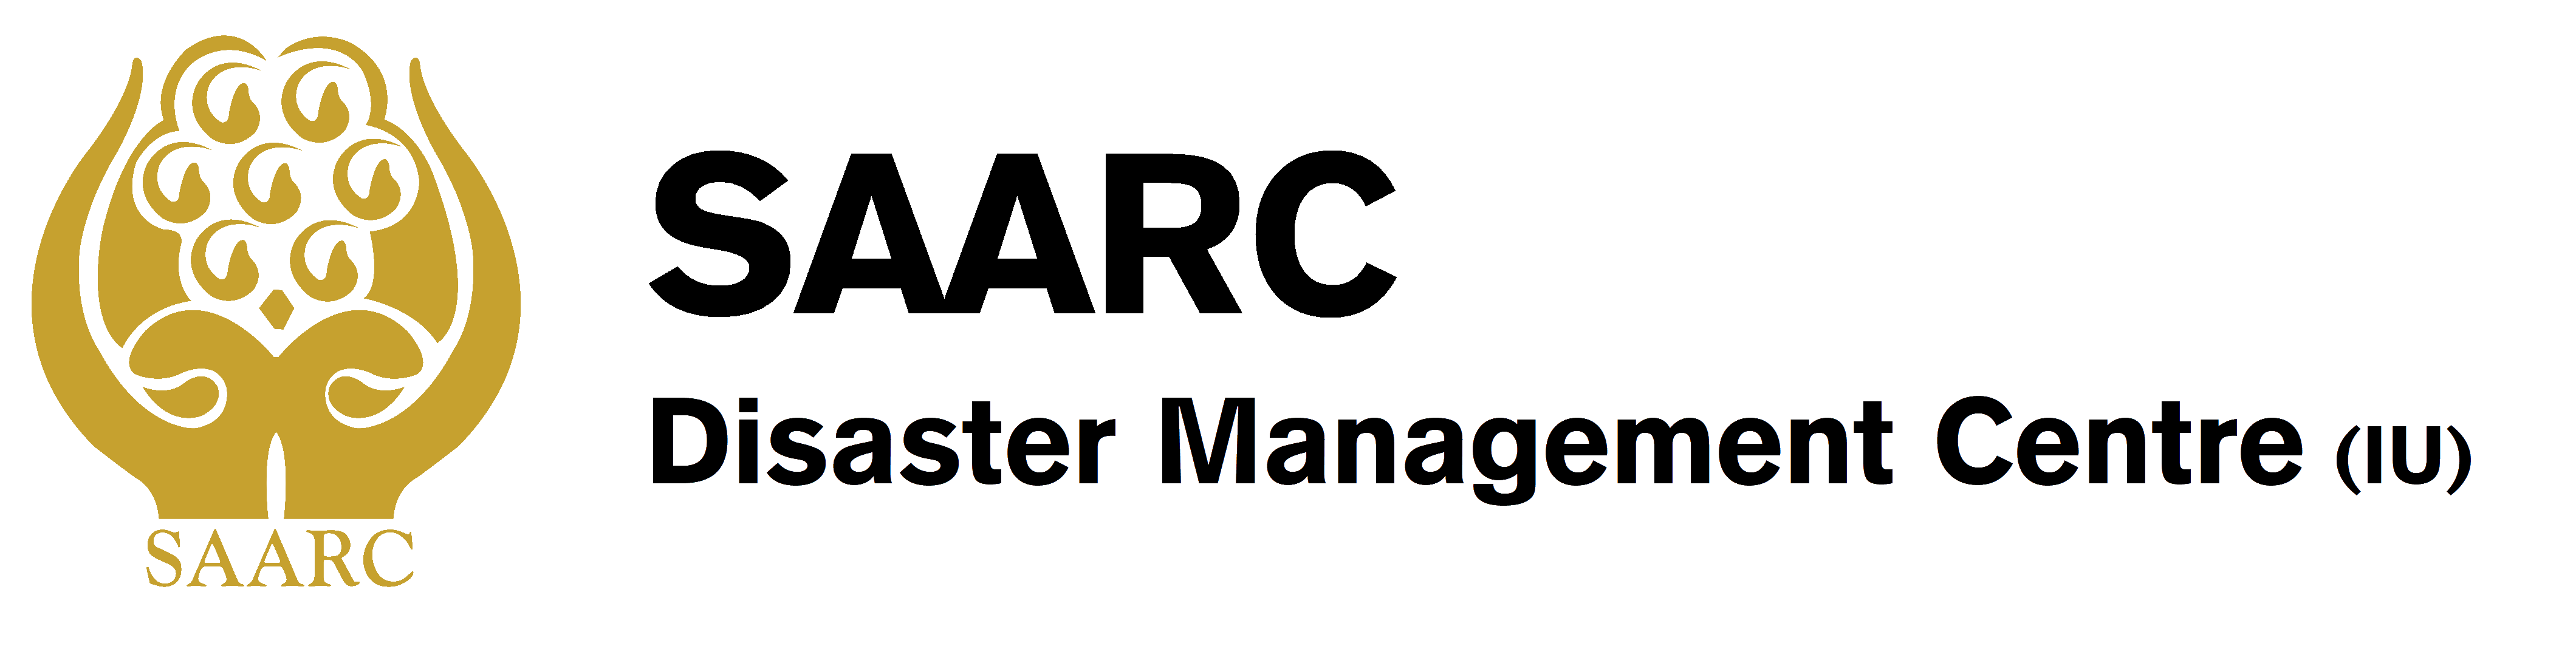 SAARC
SAARC
Disaster Management Centre (IU)